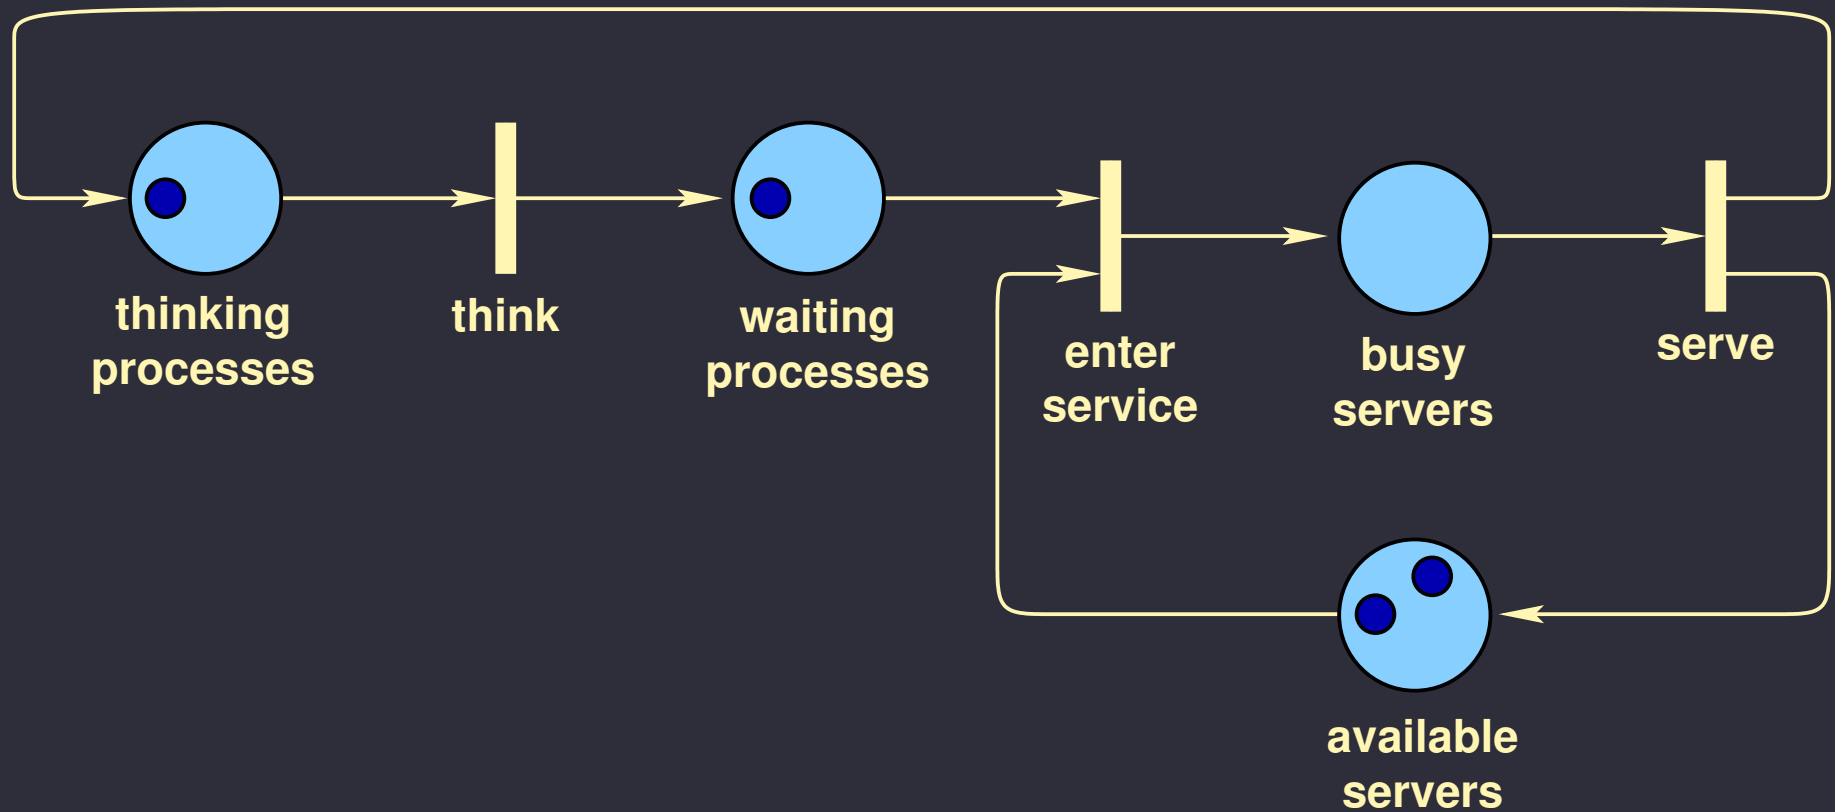 thinking
processes
think
waiting
processes
enter
service
busy
servers
serve
available
servers